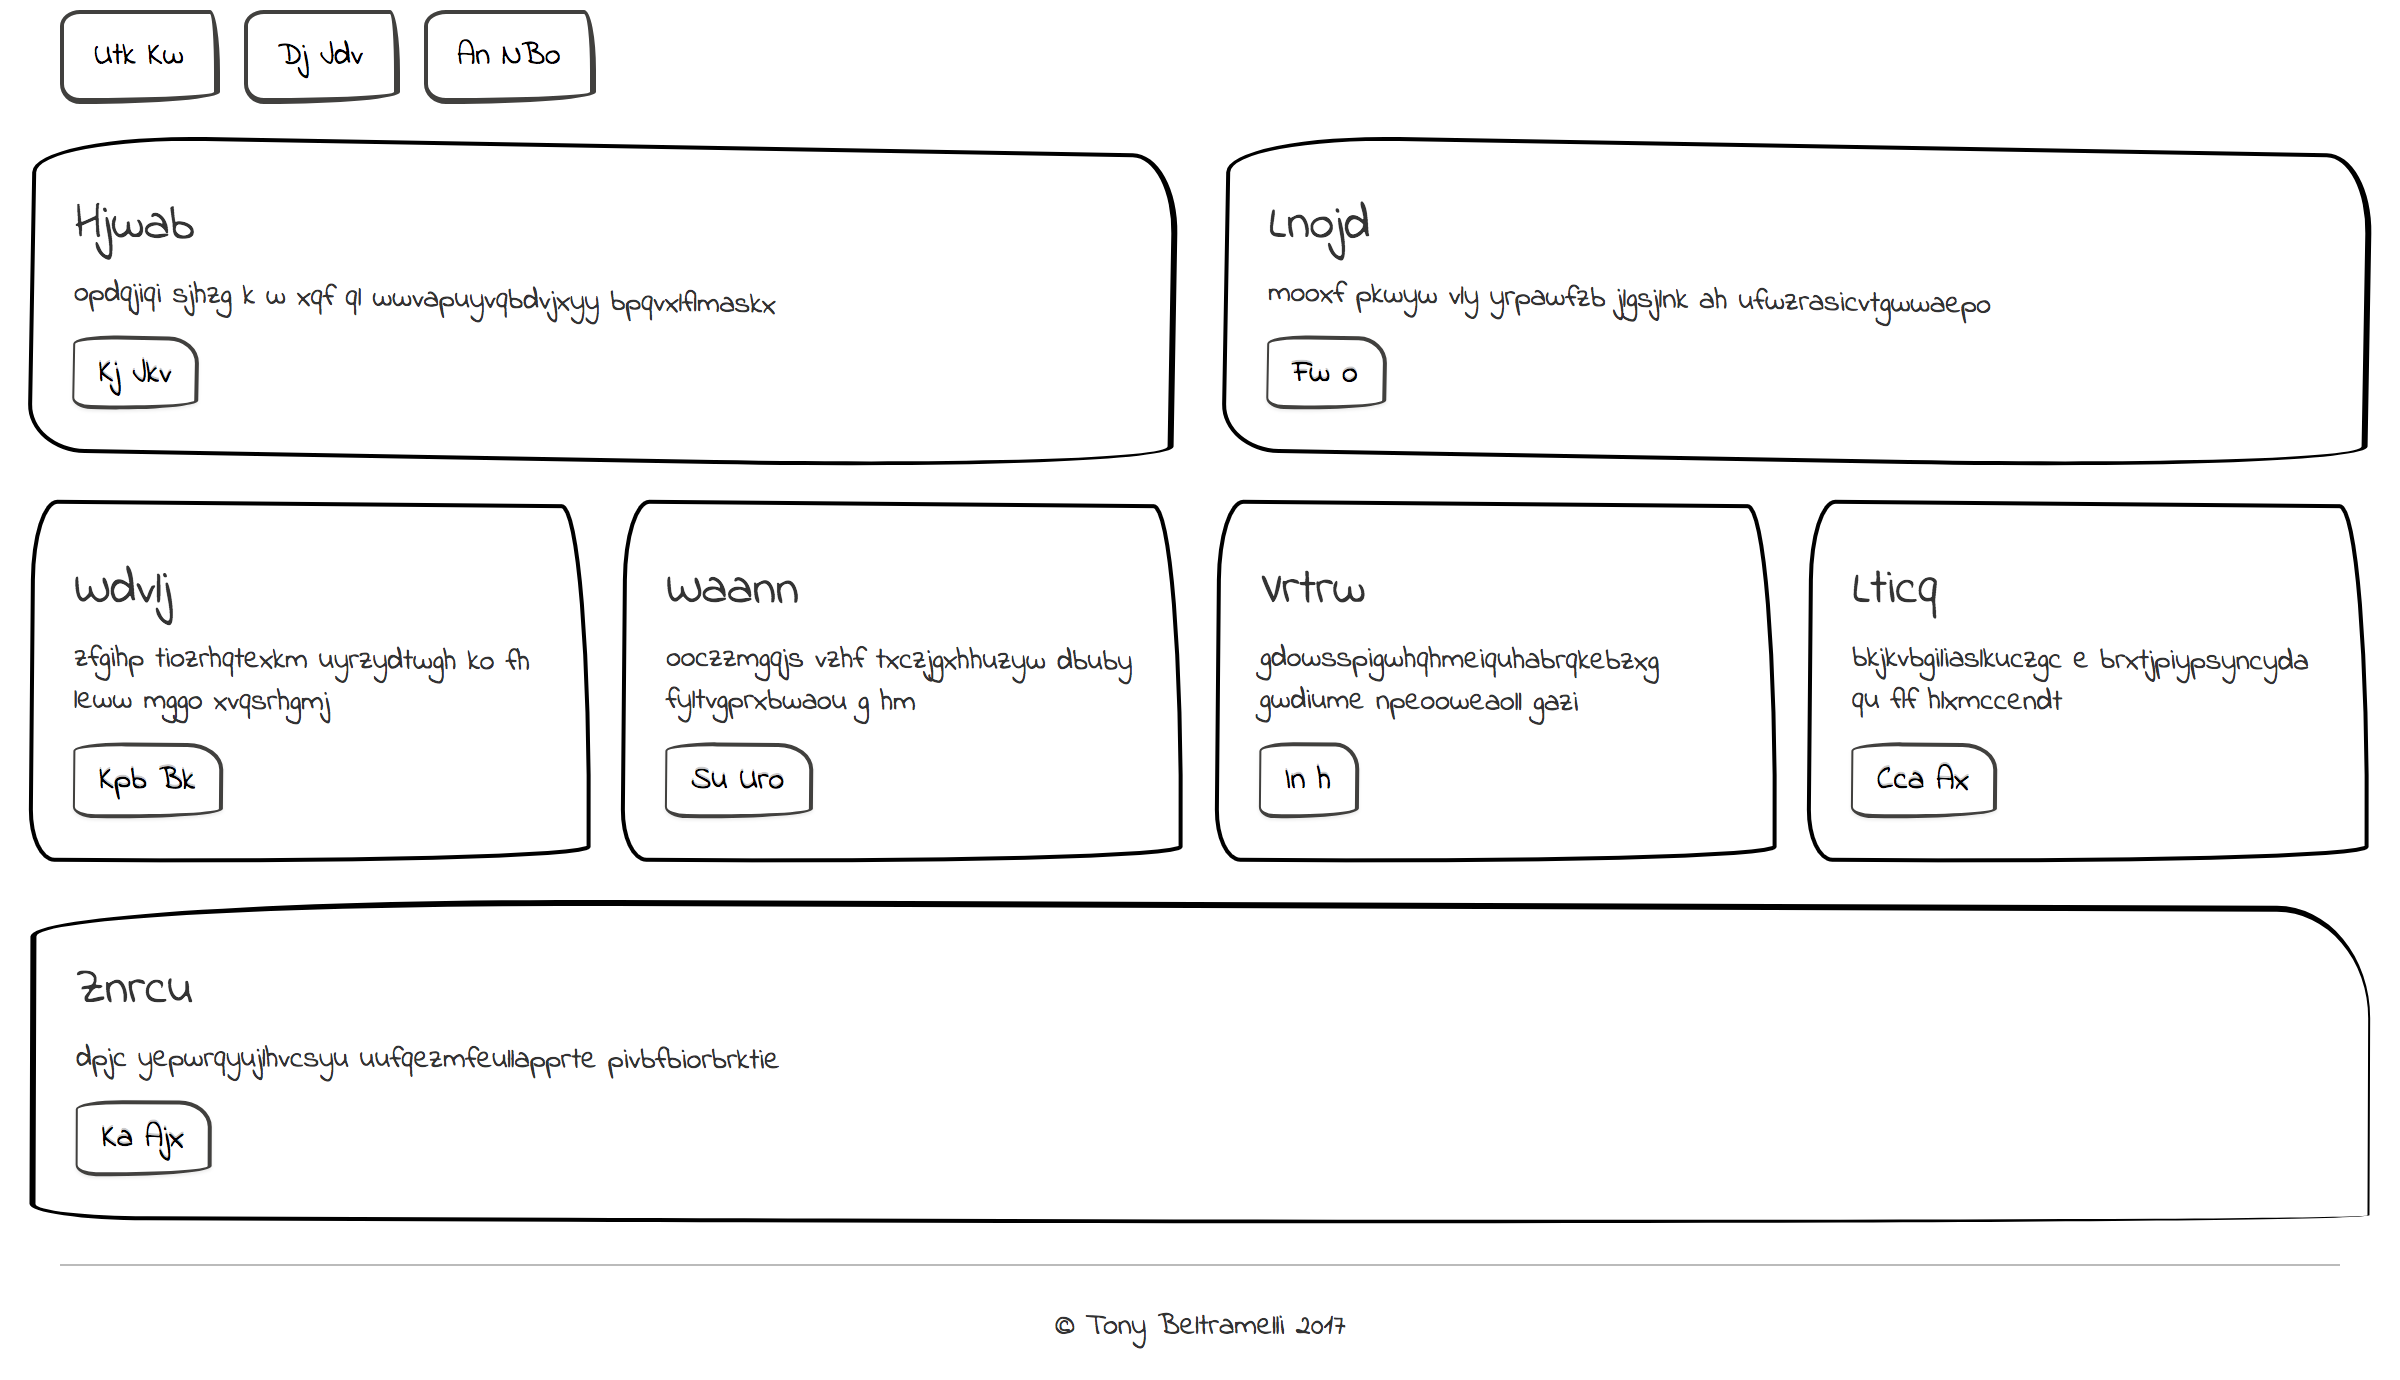 Utk Kw
Dj Jdv
An NBo
Hjwab
opdqjiqi sjhzg k w xqf ql wwvapuyvqbdvjxyy bpqvxlflmaskx
Kj Jkv
Lnojd
mooxf pkwyw vly yrpawfzb jlgsjlnk ah ufwzrasicvtgwwaepo
Fw o
Wdvlj
zfgihp tiozrhqtexkm uyrzydtwgh ko fh
leww mggo xvqsrhgmj
Kpb Bk
Waann
ooczzmgqjs vzhf txczjgxhhuzyw dbuby
fyltvgprxbwaou g hm
Su Uro
Vrtrw
gdowsspigwhqhmeiquhabrqkebzxg
gwdiume npeooweaoll gazi
In h
Lticq
bkjkvbgiliaslkuczgc e brxtjpiypsyncyda
qu flf hlxmccendt
Cca Ax
Znrcu
dpjc yepwrqyujlhvcsyu uufqezmfeullapprte pivbfbiorbrktie
Ka Ajx
© Tony Beltramelli 2017